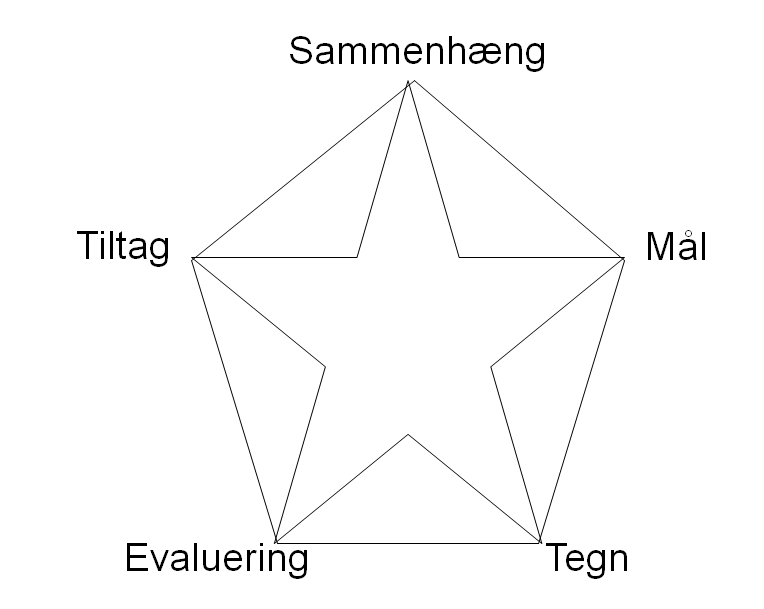 Sammenhæng
Tiltag
Mål
Evaluering
Tegn